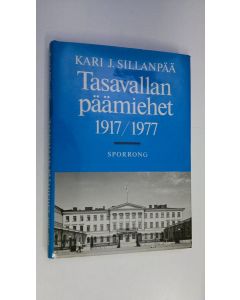 KARI J. SILLANPÄÄ
Tasavallan
päämiehet
1917/1977
SPORRONG